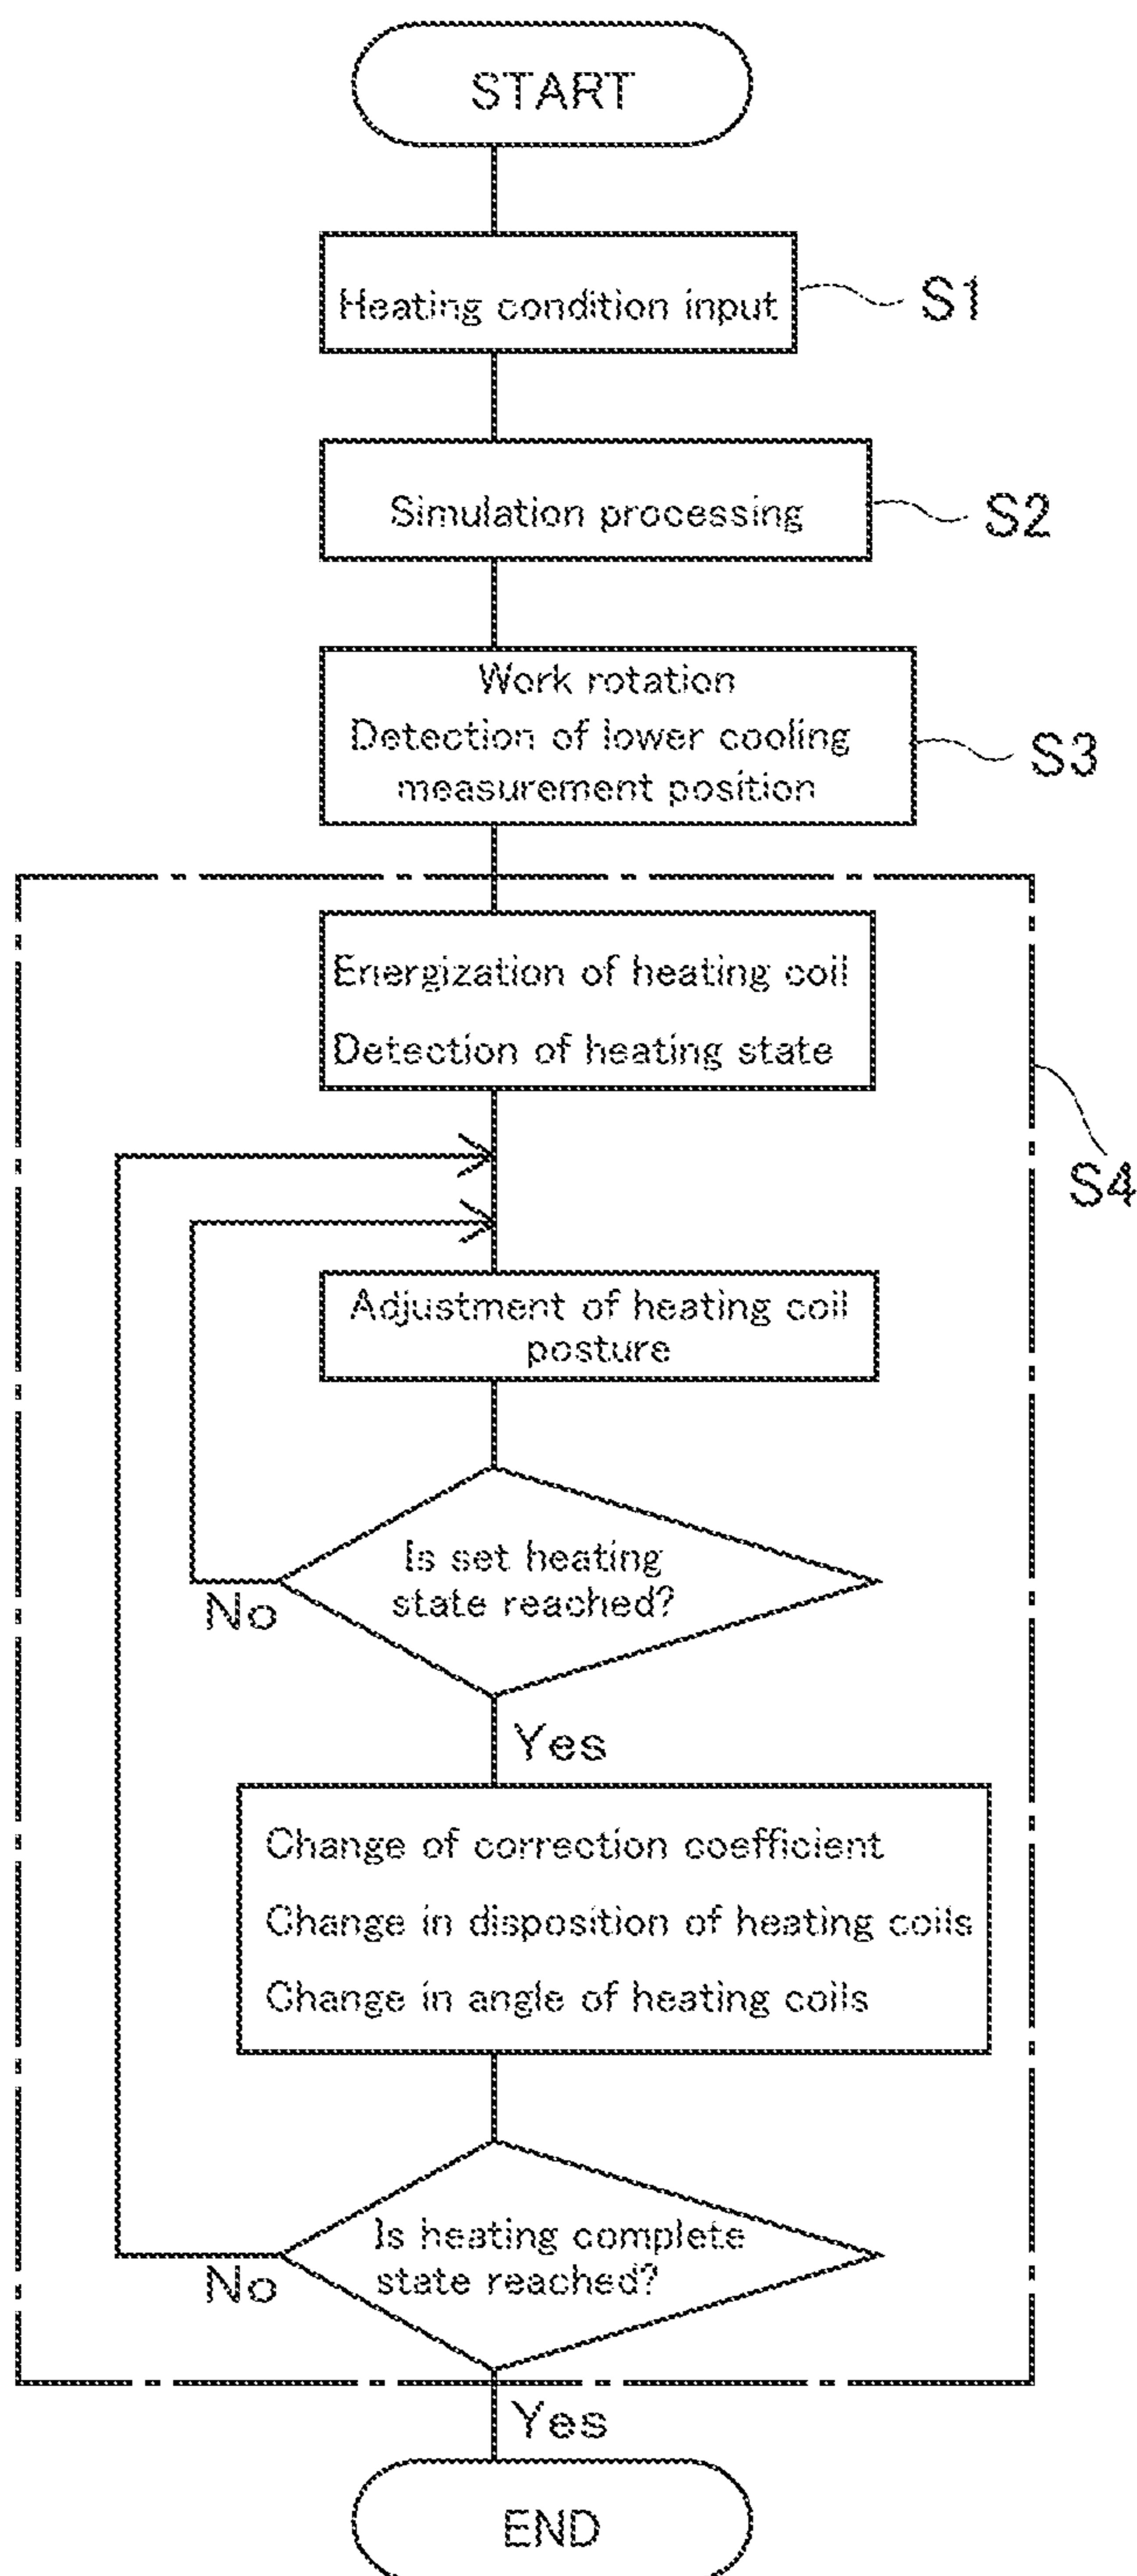 START
Heating condition input
S1
Simulation processing
S2
Work rotation
Detection of lower cooling
measurement position
S3
Energization of heating coil
Detection of heating state
S4
Adjustment of heating coil
posture
Is set heating
state reached?
No
Yes
Change of correction coefficient
Change in disposition of heating coils
Change in angle of heating coils
Is heating complete
state reached?
No
Yes
END